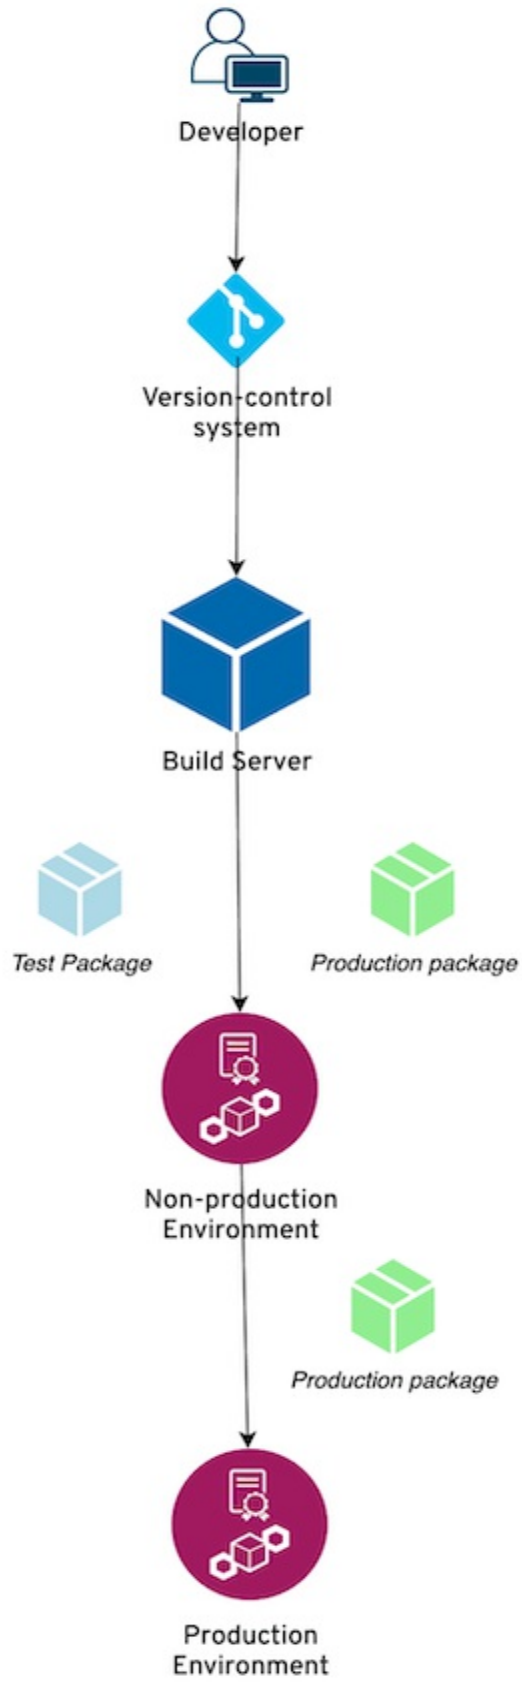 Developer
Version-control
system
Build Server
Test Package
Production package
Non-production
Environment
Production package
Production
Environment